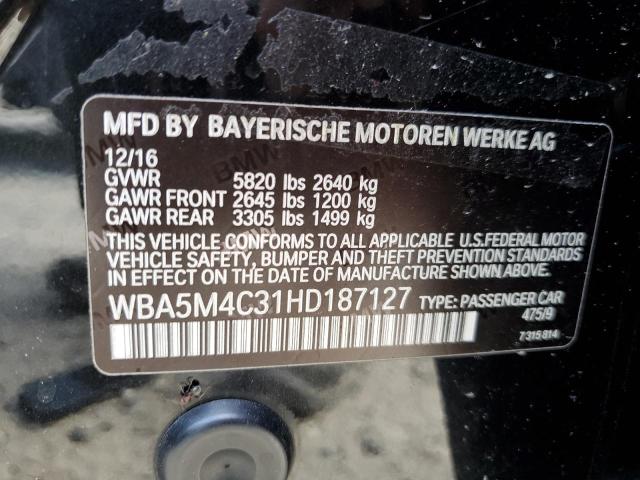 MFD BY BAYERISCHE MOTOREN WERKE AG
12/16
GVWR 5820 lbs 2640 kg
GAWR FRONT 2645 lbs 1200 kg
GAWR REAR 3305 lbs 1499 kg
THIS VEHICLE CONFORMS TO ALL APPLICABLE U.S.FEDERAL MOTOR
VEHICLE SAFETY, BUMPER AND THEFT PREVENTION STANDARDS
IN EFFECT ON THE DATE OF MANUFACTURE SHOWN ABOVE.
WBA5M4C31HD187127 TYPE: PASSENGER CAR
475/9
7 315 814